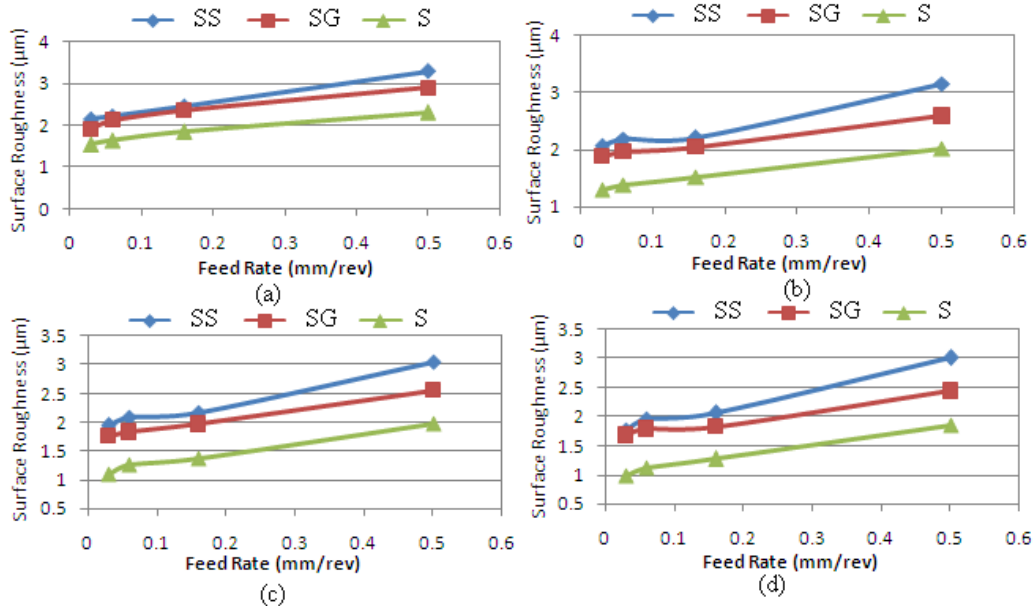 SS SG S
Surface Roughness (µm)
4
3
2
1
0
0 0.1 0.2 0.3 0.4 0.5 0.6
Feed Rate (mm/rev)
(a)
SS SG S
Surface Roughness (µm)
4
3
2
1
0 0.1 0.2 0.3 0.4 0.5 0.6
Feed Rate (mm/rev)
(b)
SS SG S
Surface Roughness (µm)
3.5
3
2.5
2
1.5
1
0.5
0 0.1 0.2 0.3 0.4 0.5 0.6
Feed Rate (mm/rev)
(c)
SS SG S
Surface Roughness (µm)
3.5
3
2.5
2
1.5
1
0.5
0 0.1 0.2 0.3 0.4 0.5 0.6
Feed Rate (mm/rev)
(d)